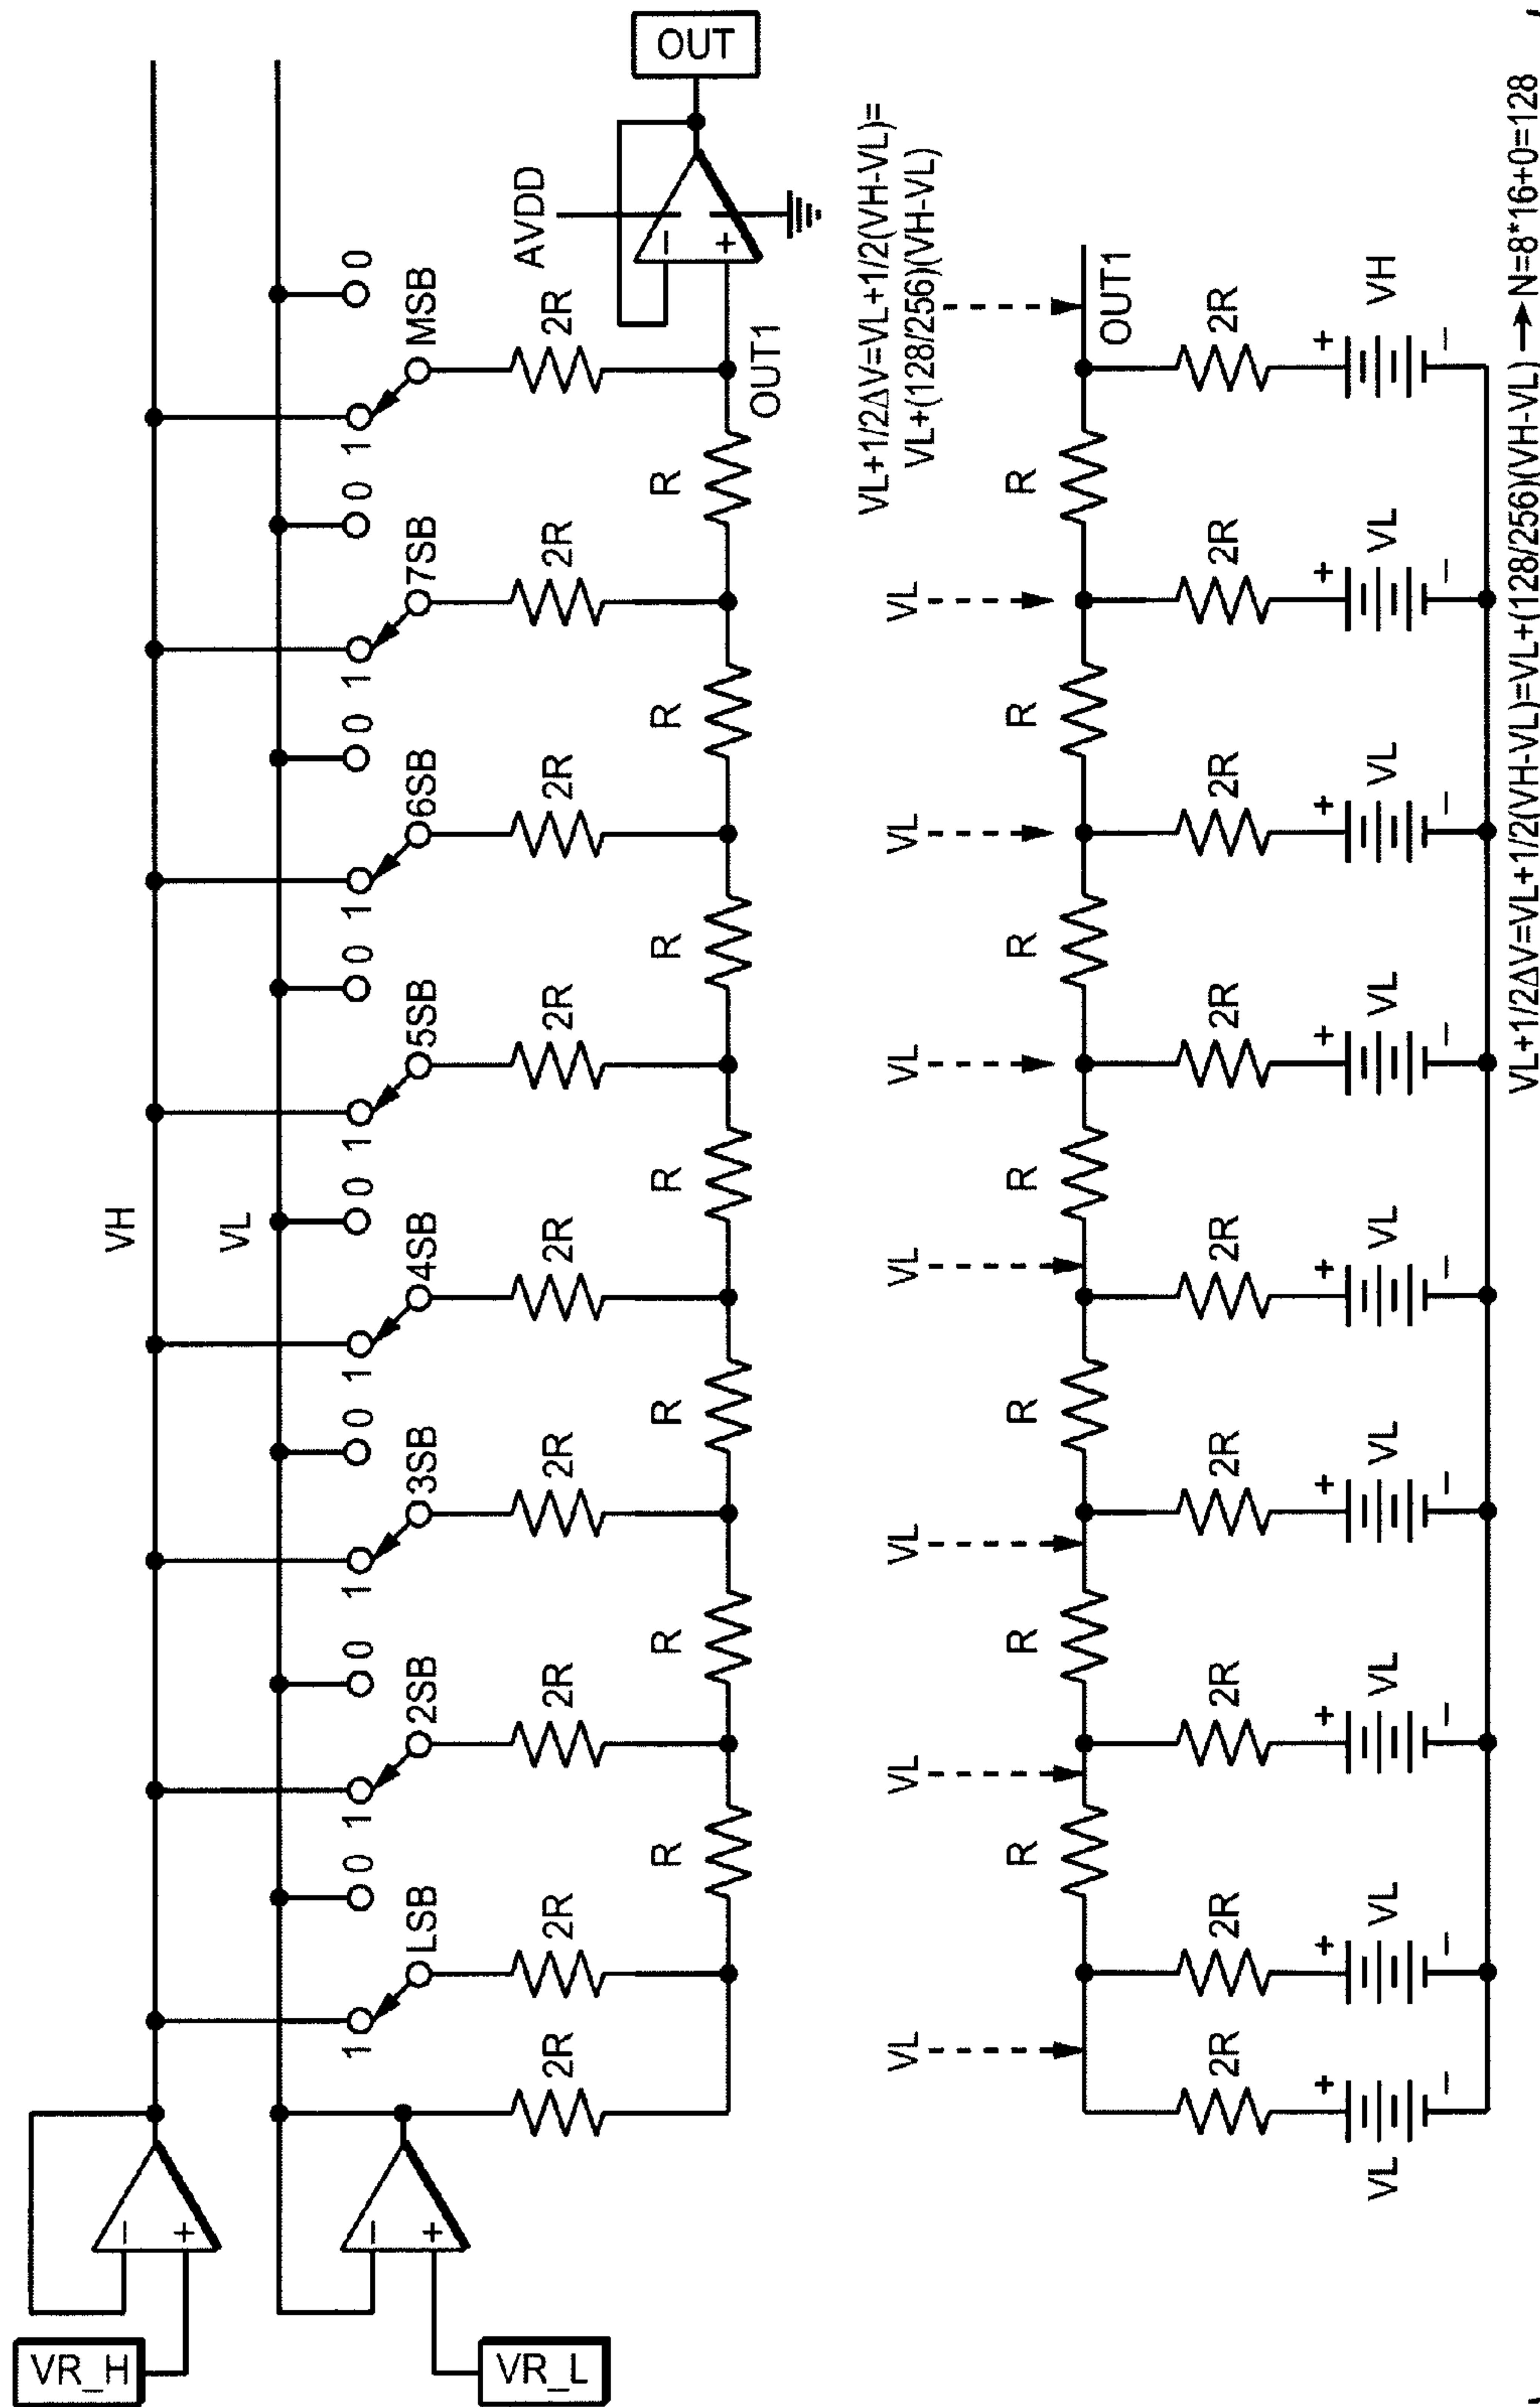 VR_H
VR_L
VH
VL
1 0 1 0 1 0 1 0 1 0 1 0 1 0 1 0
LSB 2SB 3SB 4SB 5SB 6SB 7SB MSB
AVDD
OUT
2R 2R 2R 2R 2R 2R 2R 2R 2R
R R R R R R R
OUT1
- +
- +
- +
VL+1/2ΔV=VL+1/2(VH-VL)=
VL+(128/256)(VH-VL)
VL VL VL VL VL VL VL
R R R R R R R
OUT1
2R 2R 2R 2R 2R 2R 2R 2R 2R
+ + + + + + + + +
VL VL VL VL VL VL VL VL VH
- - - - - - - - -
VL+1/2ΔV=VL+1/2(VH-VL)=VL+(128/256)(VH-VL) → N=8*16+0=128